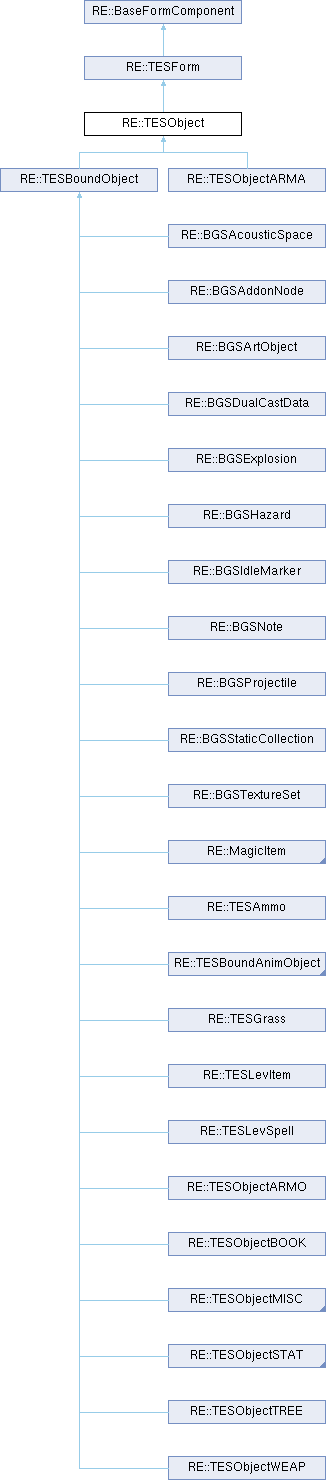 RE::BaseFormComponent
RE::TESForm
RE::TESObject
RE::TESBoundObject
RE::TESObjectARMA
RE::BGSAcousticSpace
RE::BGSAddonNode
RE::BGSArtObject
RE::BGSDualCastData
RE::BGSExplosion
RE::BGSHazard
RE::BGSIdleMarker
RE::BGSNote
RE::BGSProjectile
RE::BGSStaticCollection
RE::BGSTextureSet
RE::MagicItem
RE::TESAmmo
RE::TESBoundAnimObject
RE::TESGrass
RE::TESLevItem
RE::TESLevSpell
RE::TESObjectARMO
RE::TESObjectBOOK
RE::TESObjectMISC
RE::TESObjectSTAT
RE::TESObjectTREE
RE::TESObjectWEAP